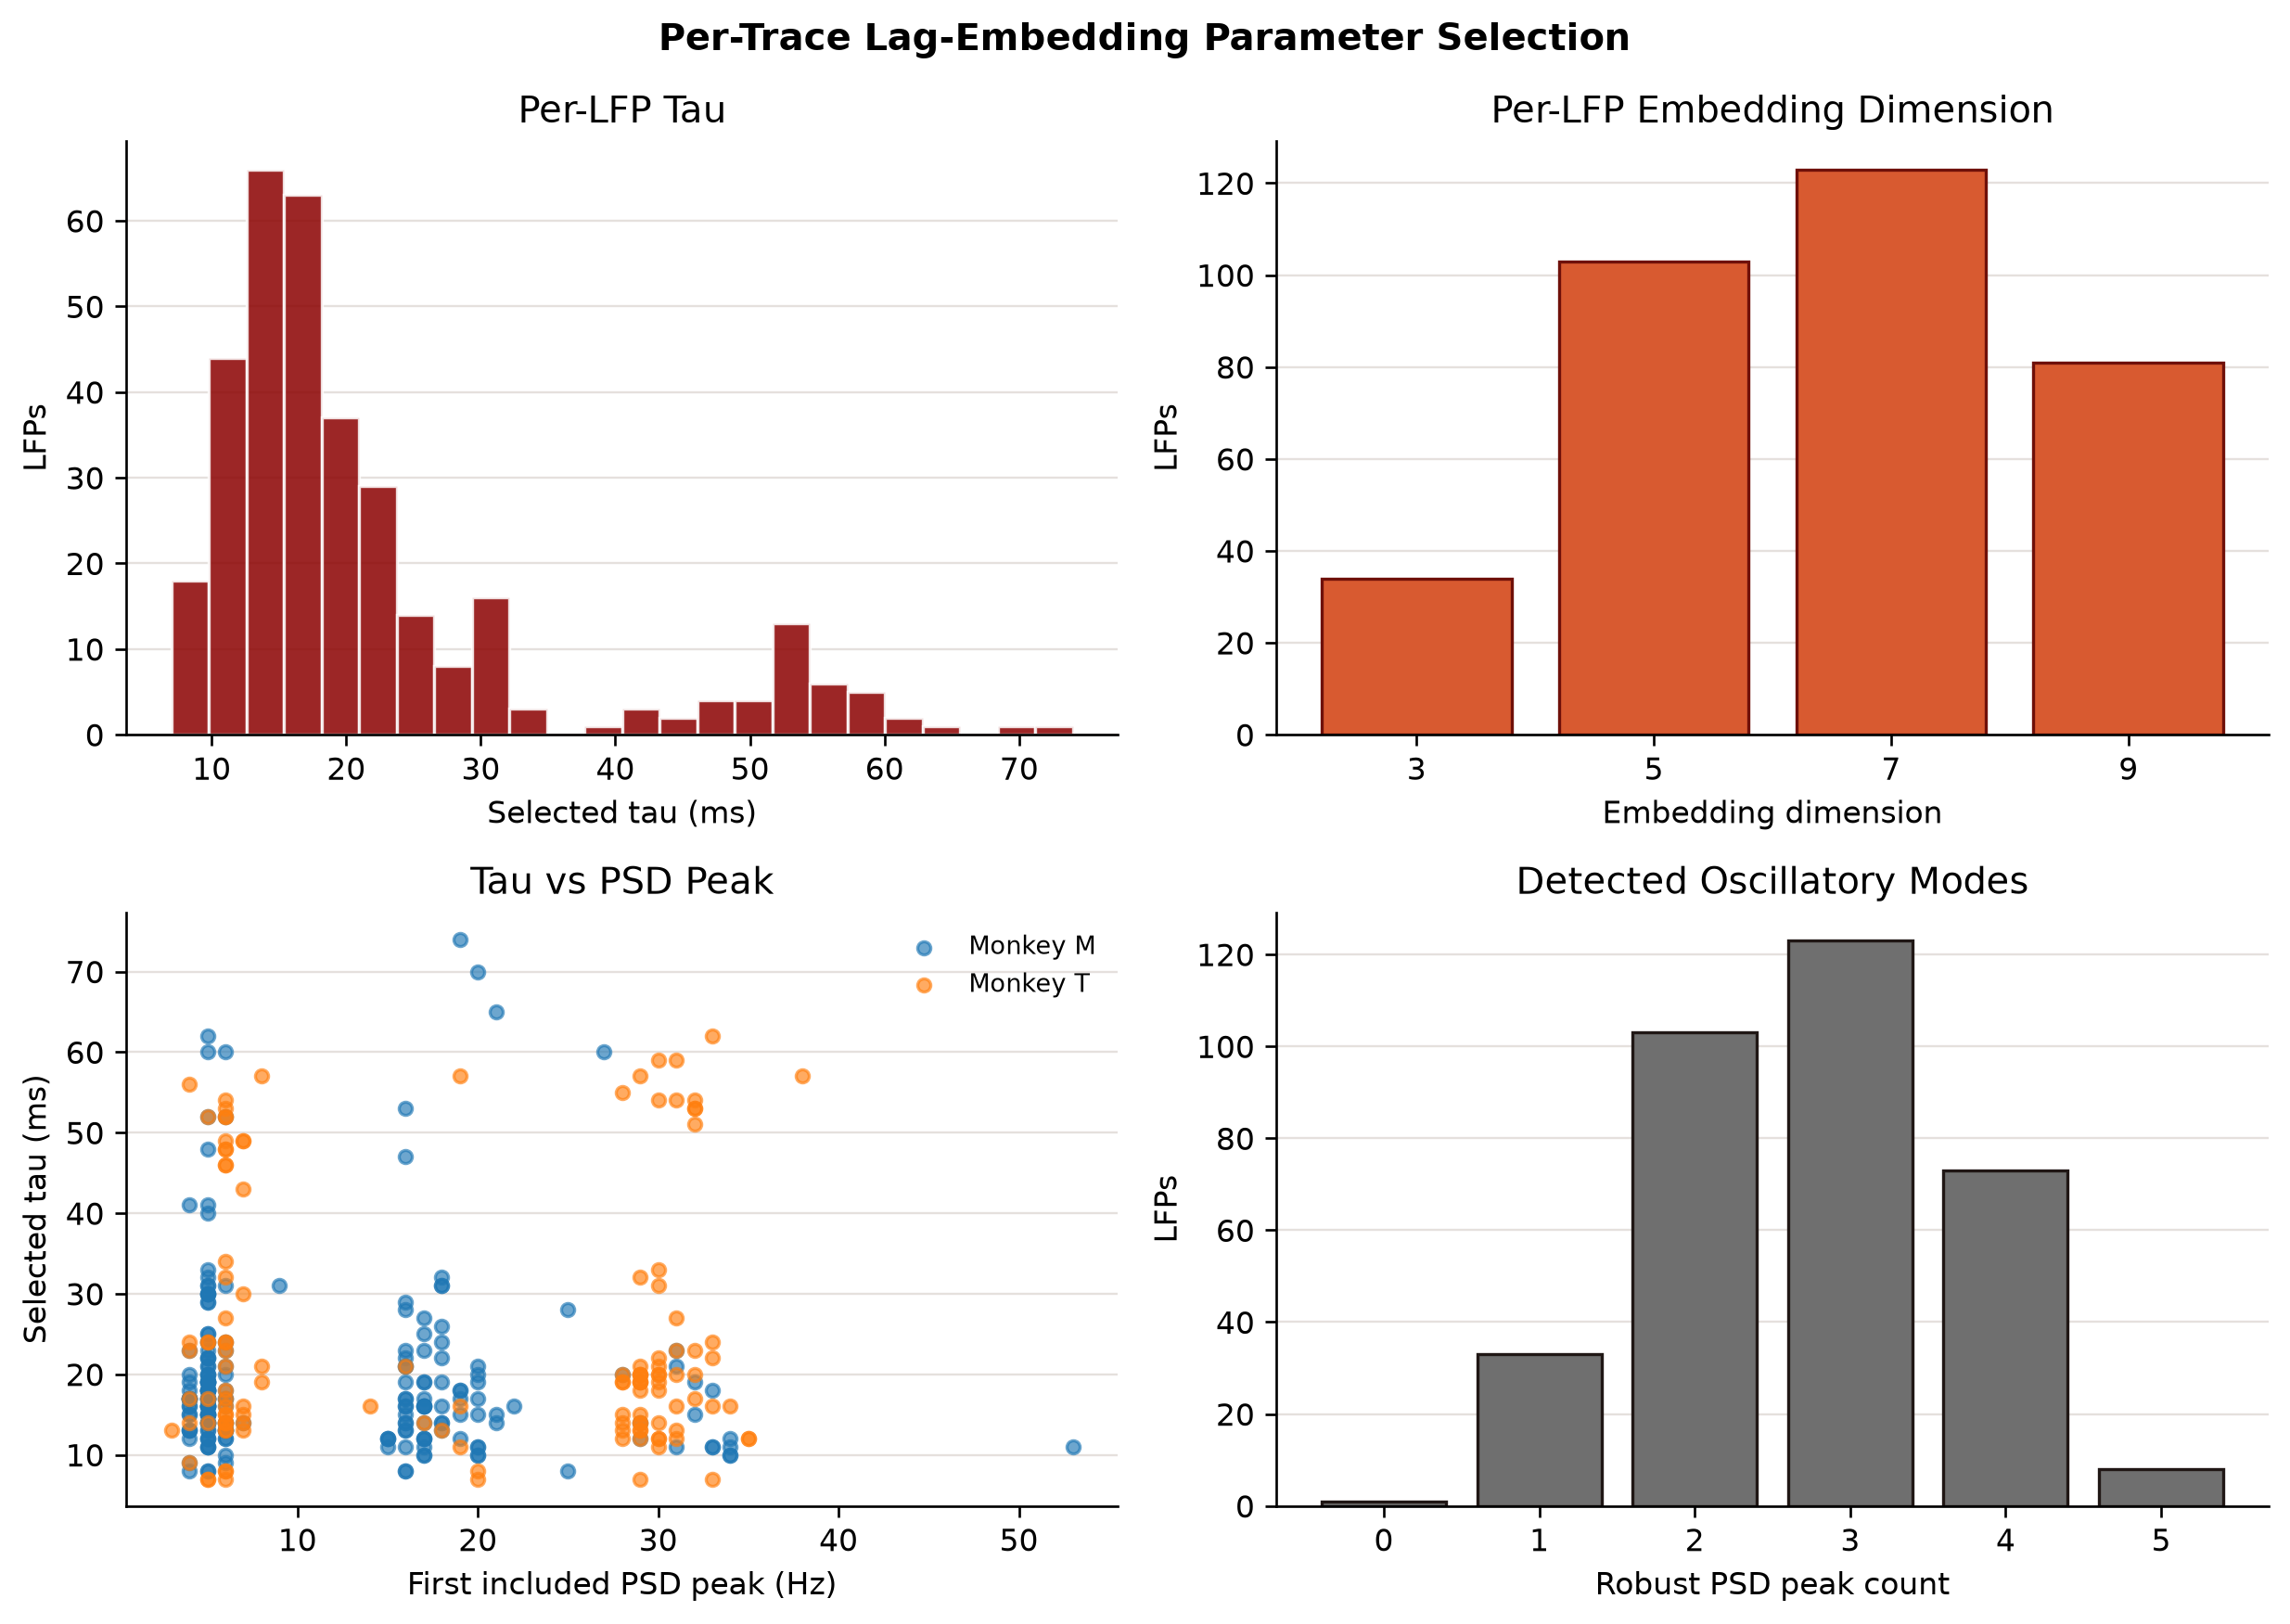 Per-Trace Lag-Embedding Parameter Selection
Per-LFP Tau
LFPs
60
50
40
30
20
10
0
10 20 30 40 50 60 70
Selected tau (ms)
Per-LFP Embedding Dimension
LFPs
120
100
80
60
40
20
0
3 5 7 9
Embedding dimension
Tau vs PSD Peak
Monkey M
Monkey T
Selected tau (ms)
70
60
50
40
30
20
10
10 20 30 40 50
First included PSD peak (Hz)
Detected Oscillatory Modes
LFPs
120
100
80
60
40
20
0
0 1 2 3 4 5
Robust PSD peak count